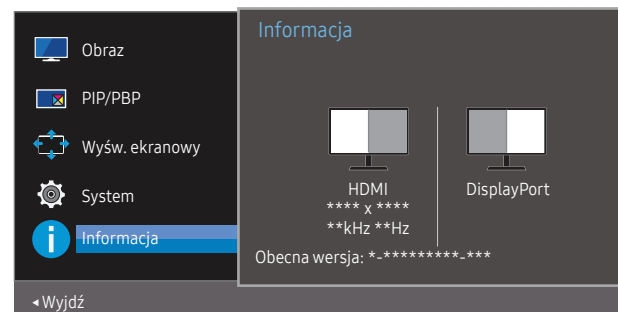 Obraz
PIP/PBP
Wyśw. ekranowy
System
Informacja
Informacja
HDMI
**** x ****
**kHz **Hz
DisplayPort
Obecna wersja: *-*********-***
Wyjdź